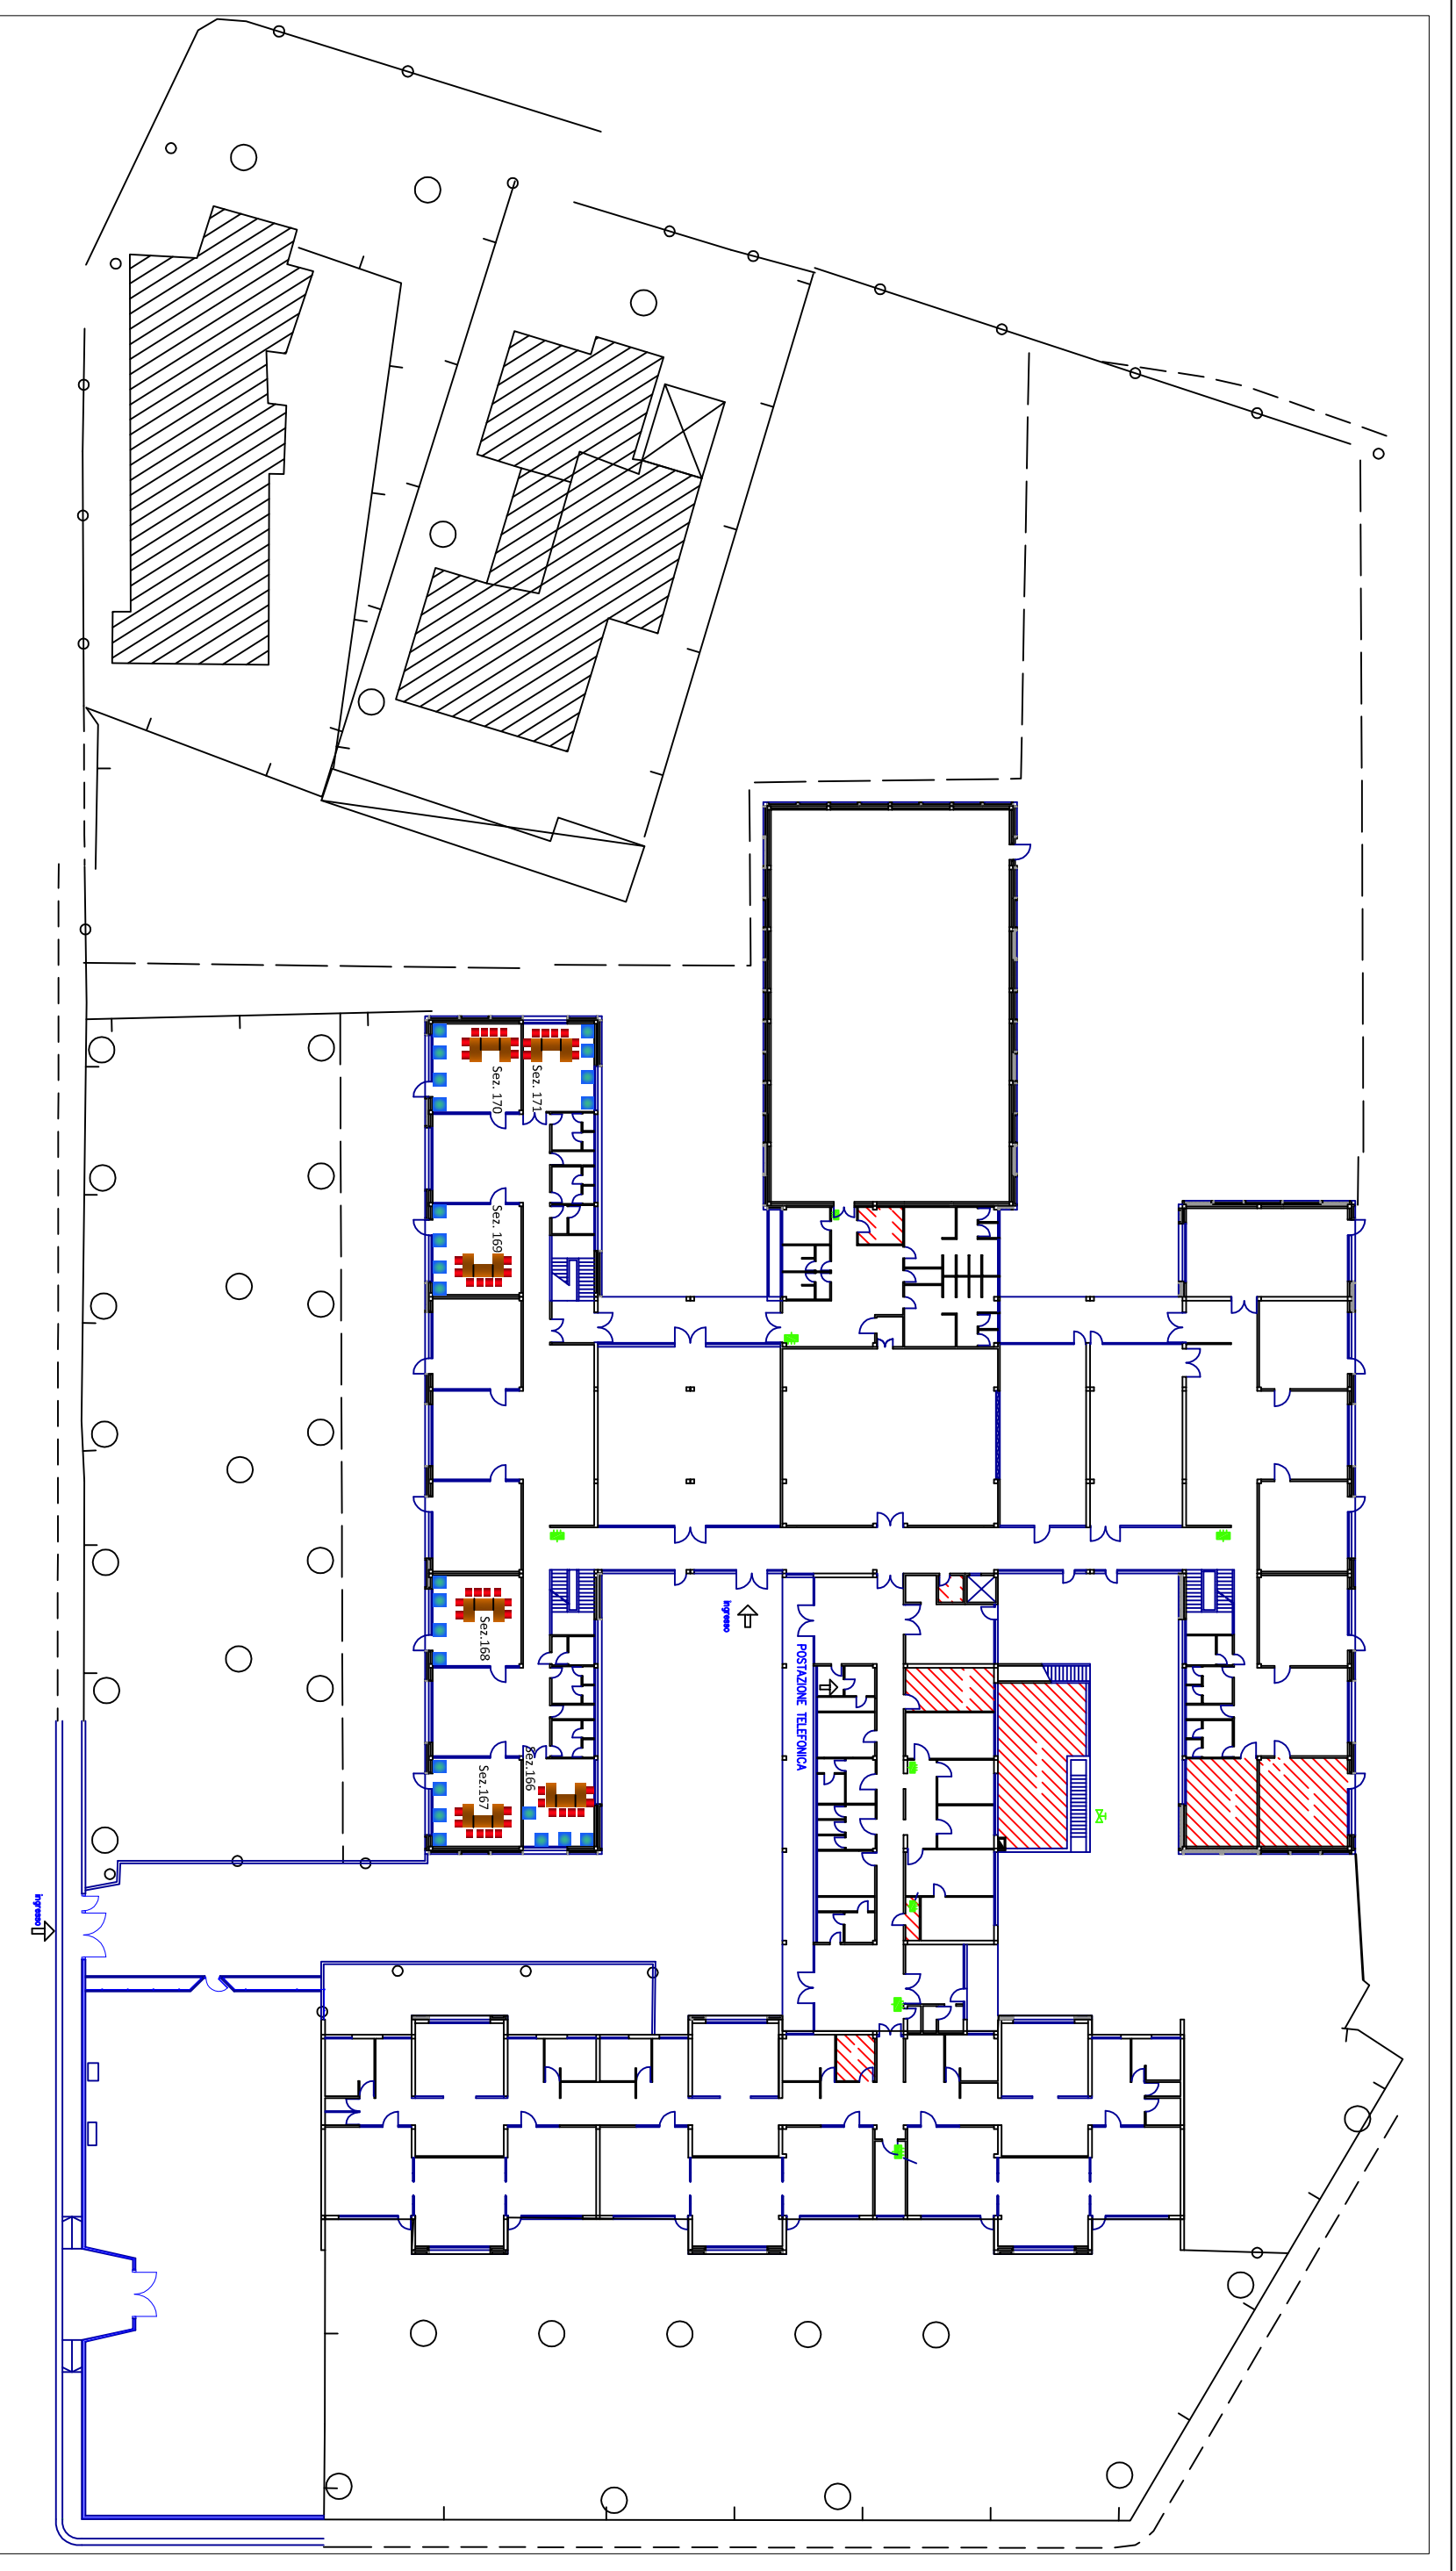 Sez. 170
Sez. 171
Sez. 169
Sez.168
ingresso
POSTAZIONE TELEFONICA
Sez.166
Sez.167
ingresso